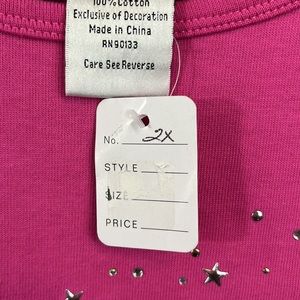 100% Cotton
Exclusive of Decoration
Made in China
RN90133
Care See Reverse
No. 2X
STYLE
SIZE
PRICE